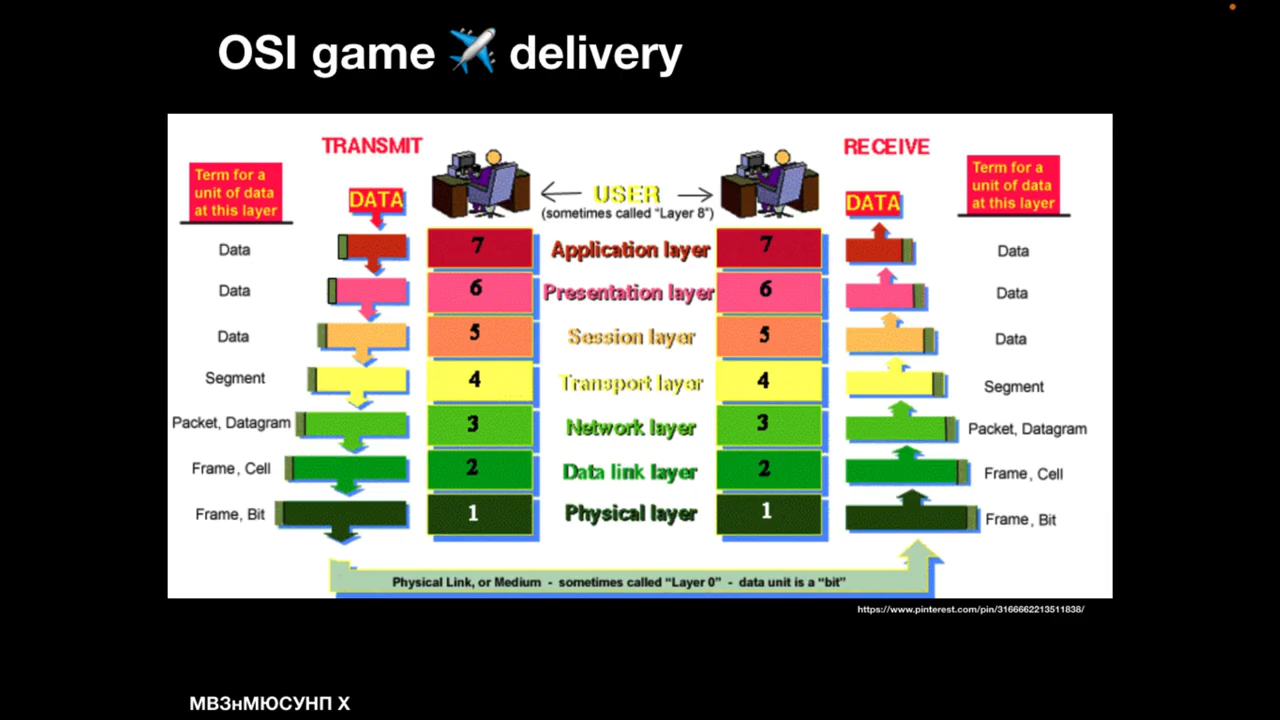 OSI game ✈️ delivery
TRANSMIT
RECEIVE
Term for a
unit of data
at this layer
DATA
USER
(sometimes called "Layer 8")
DATA
Term for a
unit of data
at this layer
Data
7
Application layer
7
Data
Data
6
Presentation layer
6
Data
Data
5
Session layer
5
Data
Segment
4
Transport layer
4
Segment
Packet, Datagram
3
Network layer
3
Packet, Datagram
Frame, Cell
2
Data link layer
2
Frame, Cell
Frame, Bit
1
Physical layer
1
Frame, Bit
Physical Link, or Medium - sometimes called "Layer 0" - data unit is a "bit"
https://www.pinterest.com/pin/3166662213511838/
МВЗнМЮСУНП Х